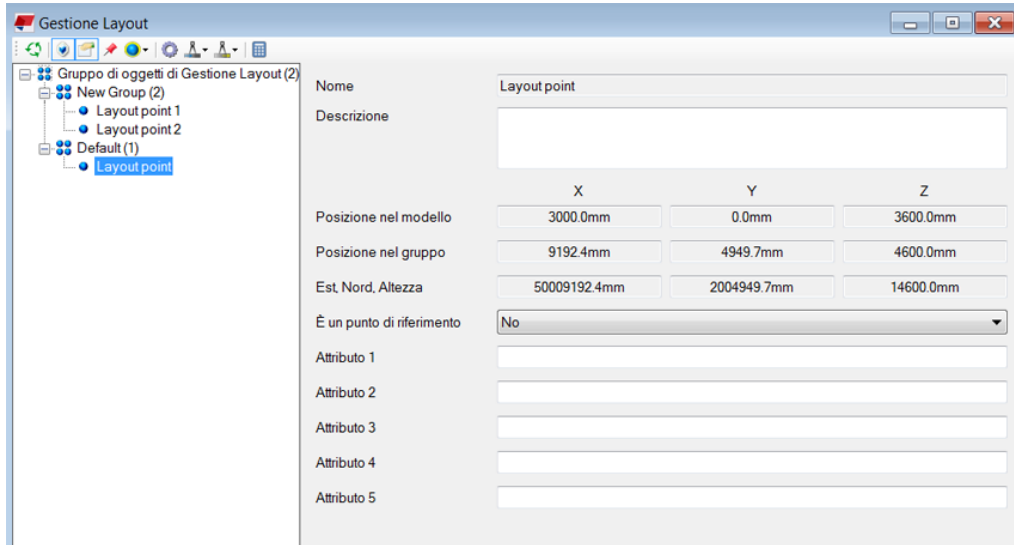 Gestione Layout
Gruppo di oggetti di Gestione Layout (2)
New Group (2)
Layout point 1
Layout point 2
Default (1)
Layout point
Nome Layout point
Descrizione
X Y Z
Posizione nel modello 3000.0mm 0.0mm 3600.0mm
Posizione nel gruppo 9192.4mm 4949.7mm 4600.0mm
Est, Nord, Altezza 50009192.4mm 2004949.7mm 14600.0mm
È un punto di riferimento No
Attributo 1
Attributo 2
Attributo 3
Attributo 4
Attributo 5